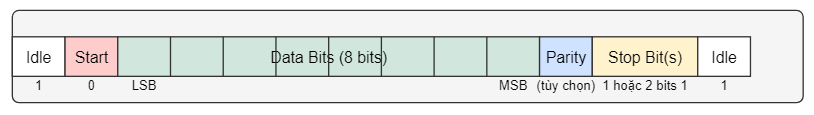 Idle Start Data Bits (8 bits) Parity Stop Bit(s) Idle
1 0 LSB MSB (tùy chọn) 1 hoặc 2 bits 1 1